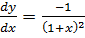 dy/dx = -1/(1+x)²